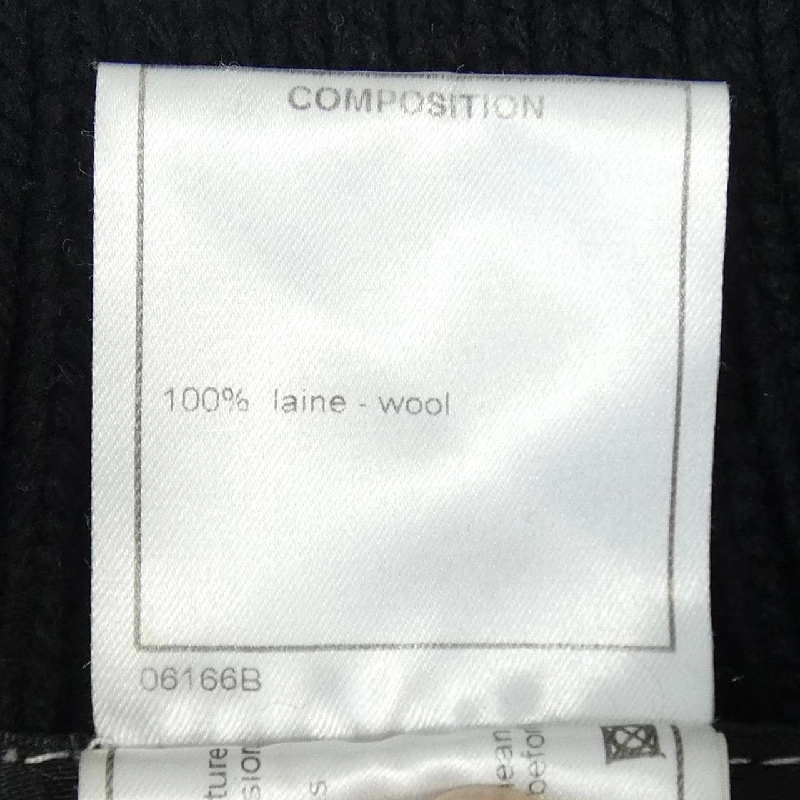 COMPOSITION
100% laine - wool
06166B